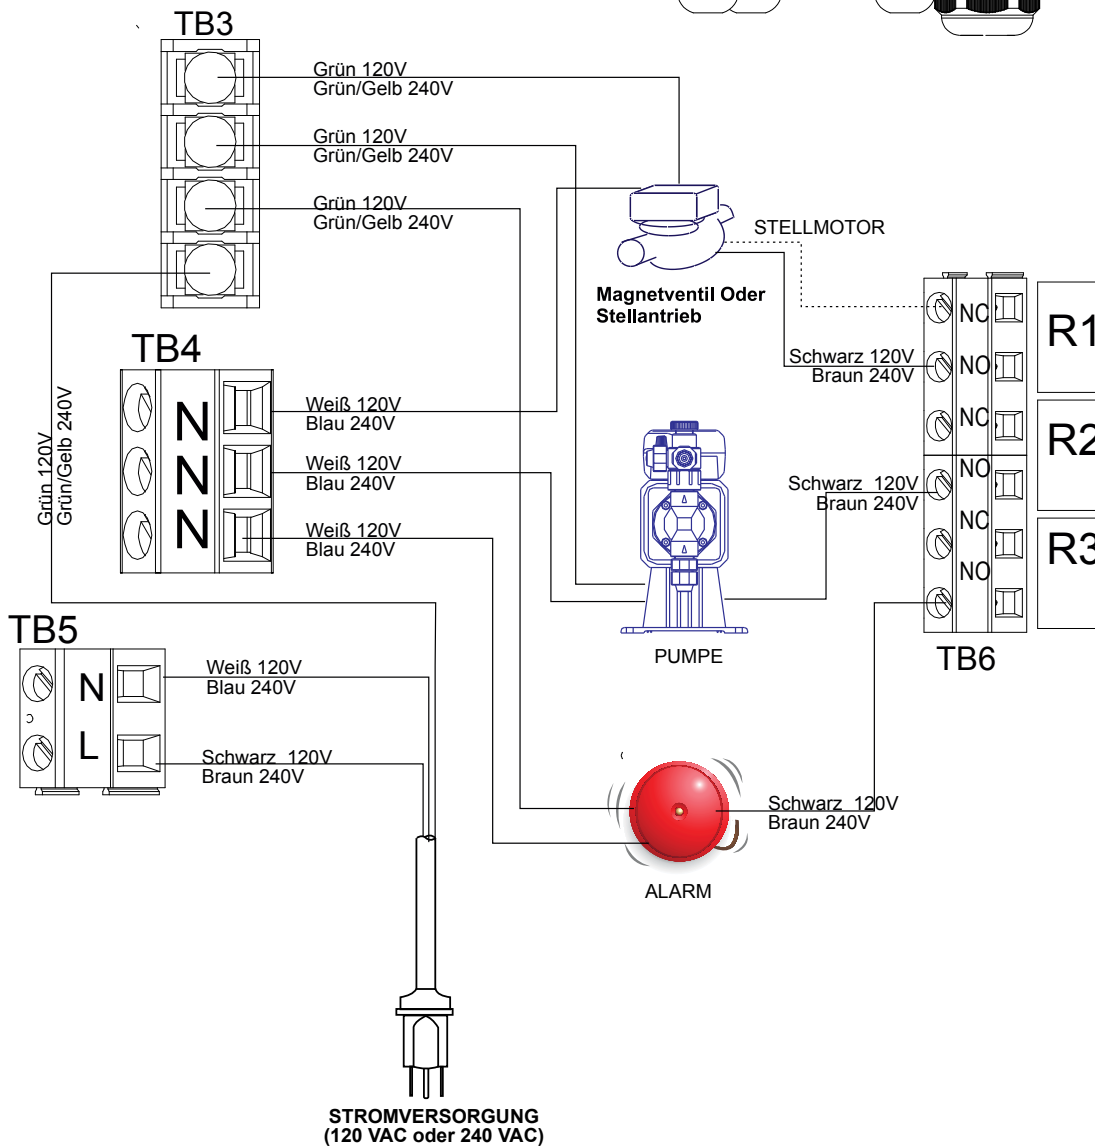 TB3
Grün 120V
Grün/Gelb 240V
Grün 120V
Grün/Gelb 240V
Grün 120V
Grün/Gelb 240V
STELLMOTOR
Magnetventil Oder
Stellantrieb
TB4
N
N
N
Weiß 120V
Blau 240V
Weiß 120V
Blau 240V
Weiß 120V
Blau 240V
Grün 120V
Grün/Gelb 240V
NC
NO
NC
NO
NC
NO
R1
R2
R3
Schwarz 120V
Braun 240V
Schwarz 120V
Braun 240V
TB6
PUMPE
TB5
N
L
Weiß 120V
Blau 240V
Schwarz 120V
Braun 240V
Schwarz 120V
Braun 240V
ALARM
STROMVERSORGUNG
(120 VAC oder 240 VAC)